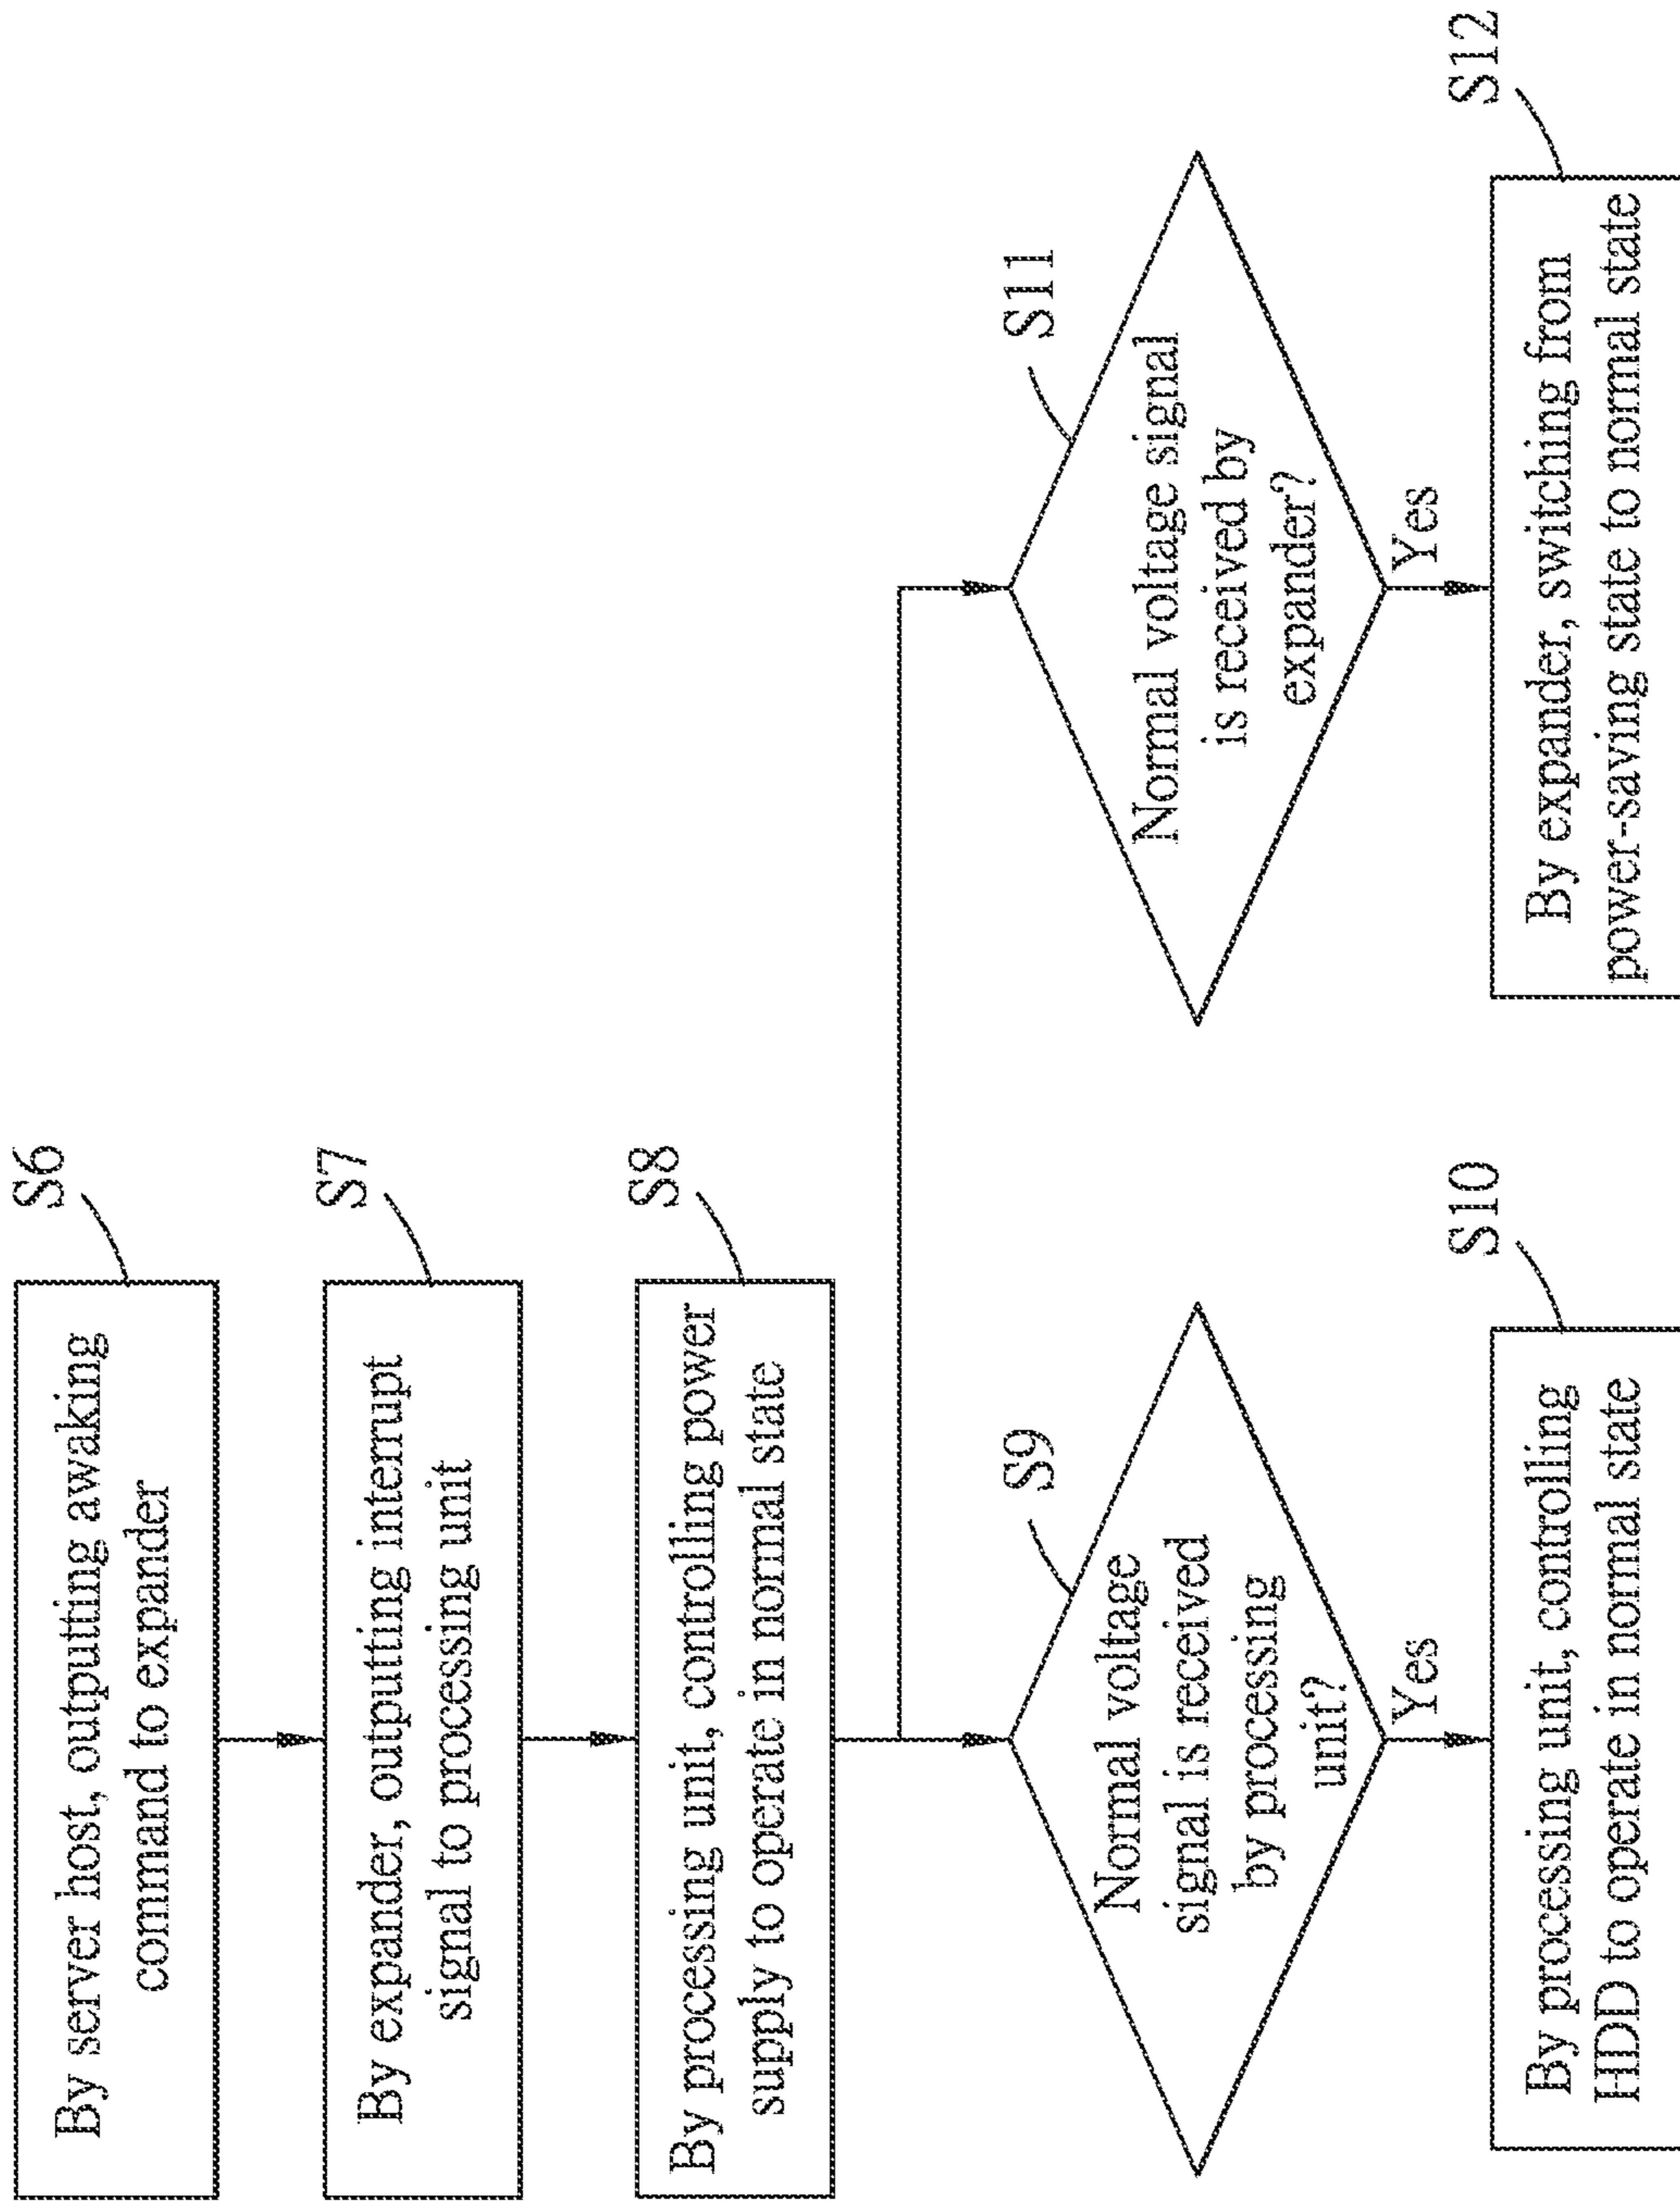 By server host, outputting awaking
command to expander
S6
By expander, outputting interrupt
signal to processing unit
S7
By processing unit, controlling power
supply to operate in normal state
S8
Normal voltage
signal is received
by processing
unit?
S9
Yes
By processing unit, controlling
HDD to operate in normal state
S10
Normal voltage signal
is received by
expander?
S11
Yes
By expander, switching from
power-saving state to normal state
S12